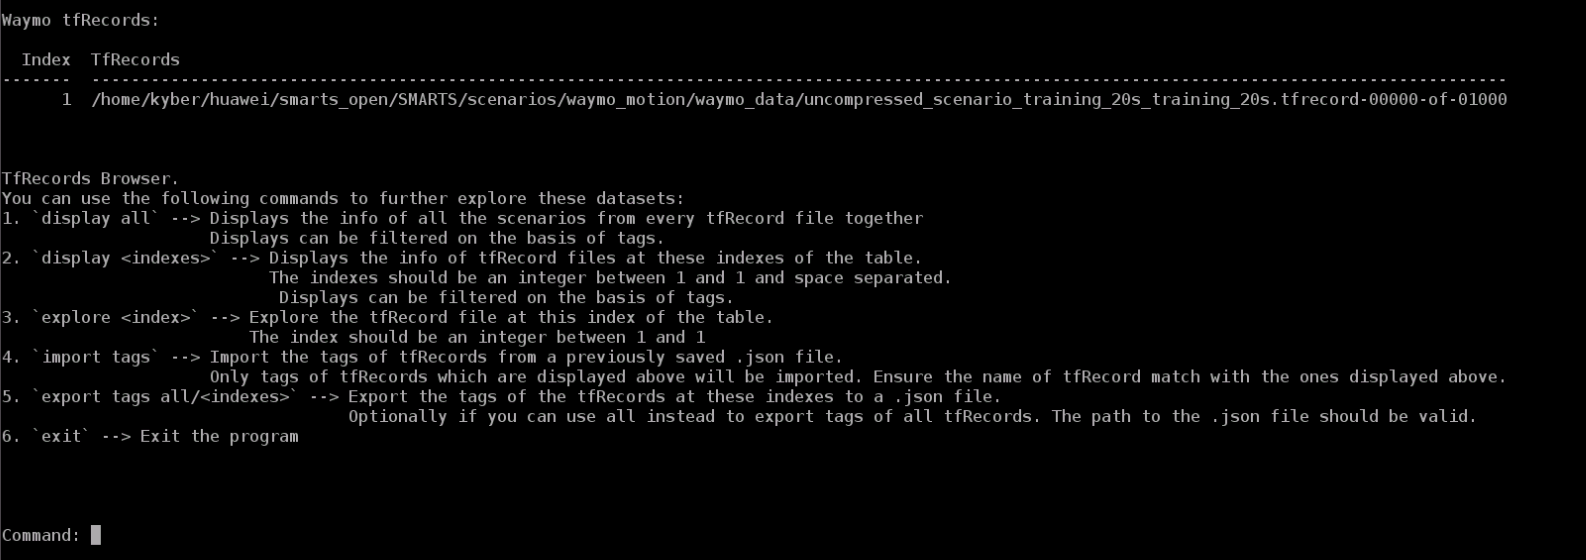 Waymo tfRecords:
Index  TfRecords
-------  -----------------------------------------------------------------------------------------------------------------------------------------------
1  /home/kyber/huawei/smarts_open/SMARTS/scenarios/waymo_motion/waymo_data/uncompressed_scenario_training_20s_training_20s.tfrecord-00000-of-01000
TfRecords Browser.
You can use the following commands to further explore these datasets:
1. `display all` --> Displays the info of all the scenarios from every tfRecord file together
Displays can be filtered on the basis of tags.
2. `display <indexes>` --> Displays the info of tfRecord files at these indexes of the table.
The indexes should be an integer between 1 and 1 and space separated.
Displays can be filtered on the basis of tags.
3. `explore <index>` --> Explore the tfRecord file at this index of the table.
The index should be an integer between 1 and 1
4. `import tags` --> Import the tags of tfRecords from a previously saved .json file.
Only tags of tfRecords which are displayed above will be imported. Ensure the name of tfRecord match with the ones displayed above.
5. `export tags all/<indexes>` --> Export the tags of the tfRecords at these indexes to a .json file.
Optionally if you can use all instead to export tags of all tfRecords. The path to the .json file should be valid.
6. `exit` --> Exit the program
Command: